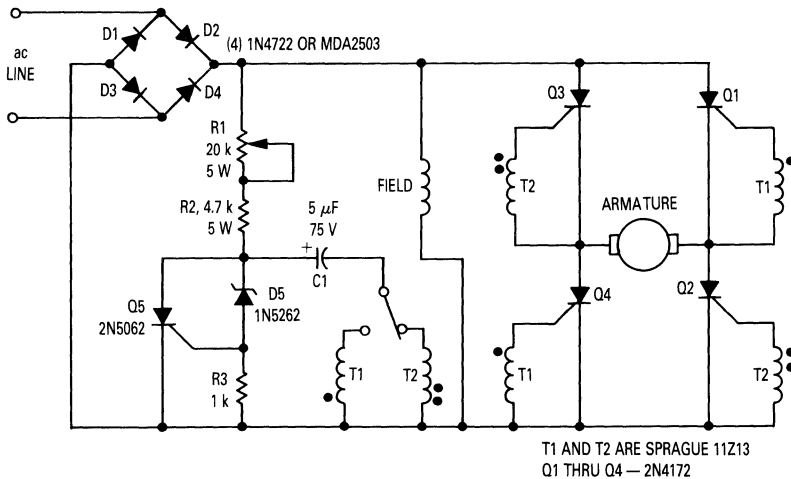 D1
D2
(4) 1N4722 OR MDA2503
ac
LINE
D3
D4
R1
20 k
5 W
R2, 4.7 k
5 W
5 μF
75 V
+
C1
Q5
2N5062
D5
1N5262
R3
1 k
T1
T2
FIELD
Q3
Q1
T2
T1
ARMATURE
Q4
Q2
T1
T2
T1 AND T2 ARE SPRAGUE 11Z13
Q1 THRU Q4 — 2N4172